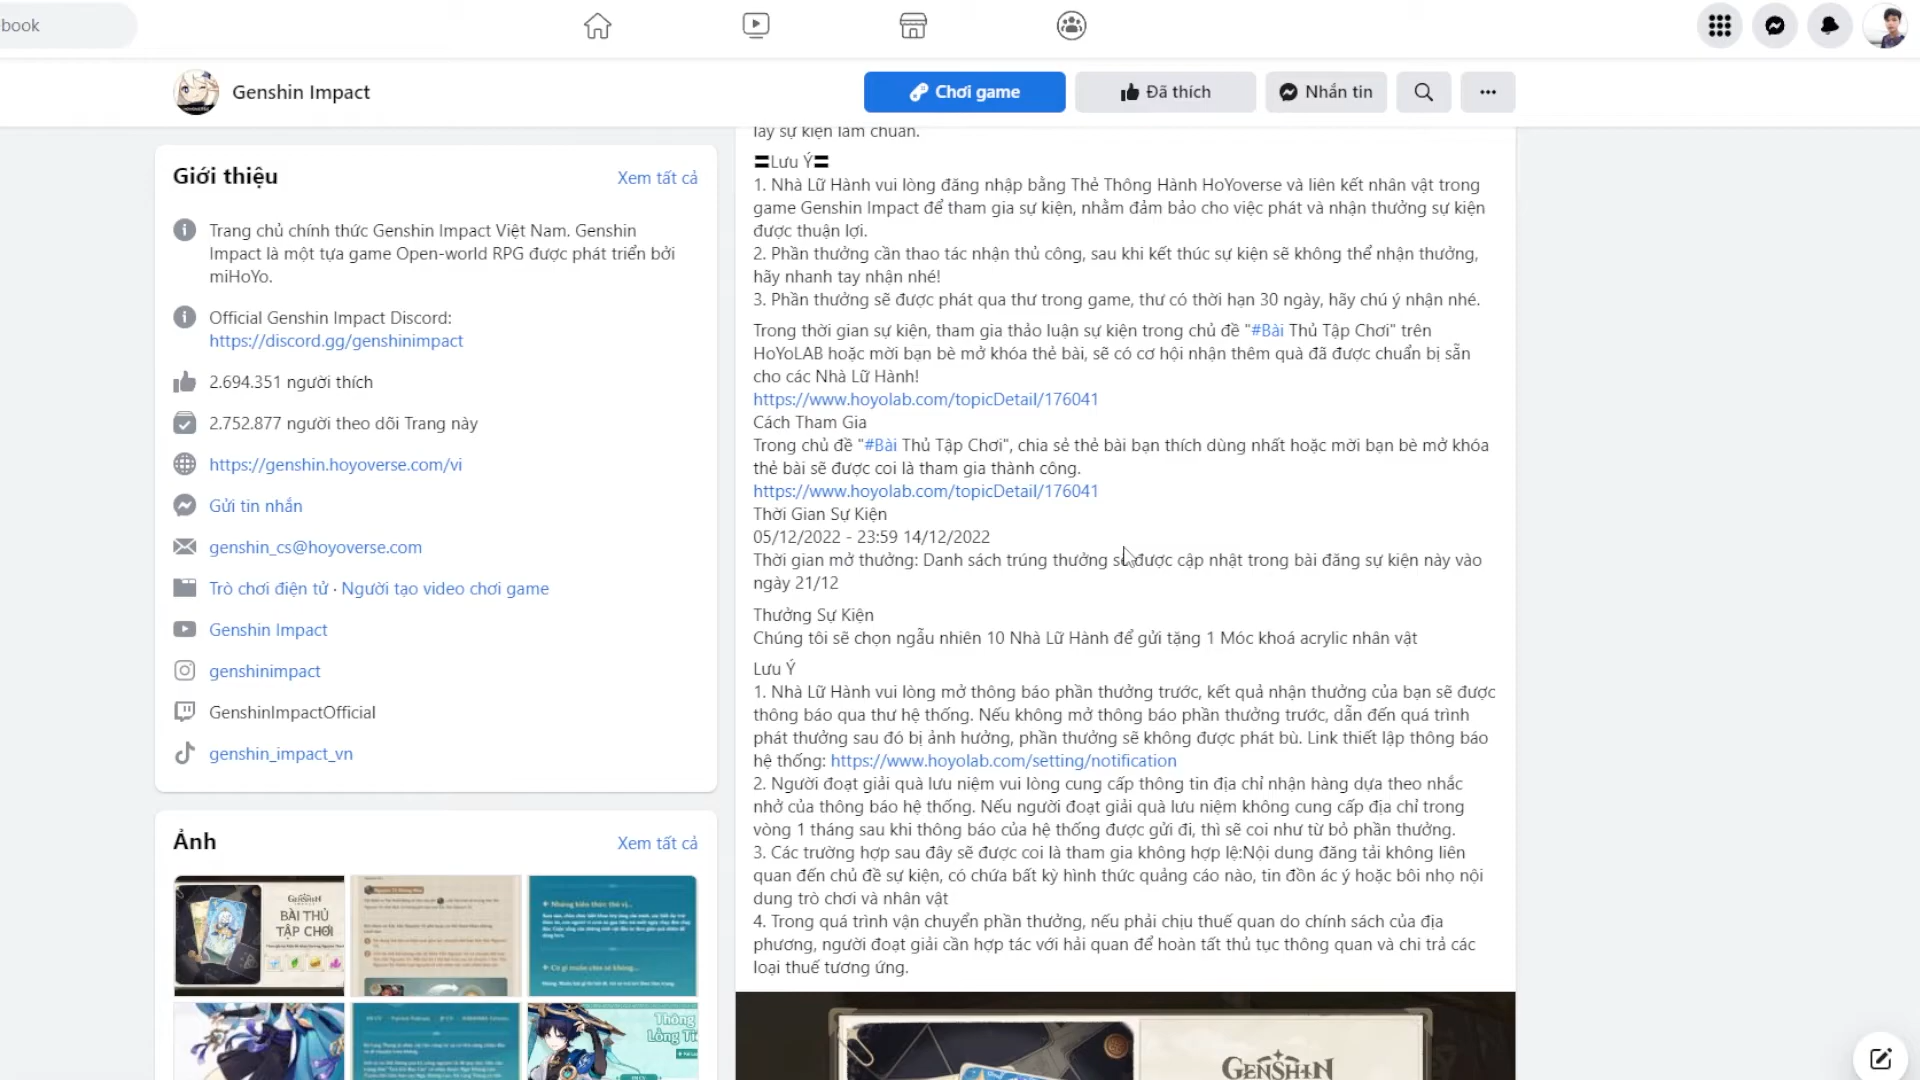 book
Genshin Impact
Chơi game
Đã thích
Nhắn tin
Giới thiệu
Xem tất cả
Trang chủ chính thức Genshin Impact Việt Nam. Genshin
Impact là một tựa game Open-world RPG được phát triển bởi
miHoYo.
Official Genshin Impact Discord:
https://discord.gg/genshinimpact
2.694.351 người thích
2.752.877 người theo dõi Trang này
https://genshin.hoyoverse.com/vi
Gửi tin nhắn
genshin_cs@hoyoverse.com
Trò chơi điện tử · Người tạo video chơi game
Genshin Impact
genshinimpact
GenshinImpactOfficial
genshin_impact_vn
Ảnh
Xem tất cả
GENSHIN
BÀI THỦ
TẬP CHƠI
Những kiến thức thú vị...
Có gì muốn chia sẻ không...
Thông
Lồng Ti
lấy sự kiện làm chuẩn.
〓Lưu Ý〓
1. Nhà Lữ Hành vui lòng đăng nhập bằng Thẻ Thông Hành HoYoverse và liên kết nhân vật trong
game Genshin Impact để tham gia sự kiện, nhằm đảm bảo cho việc phát và nhận thưởng sự kiện
được thuận lợi.
2. Phần thưởng cần thao tác nhận thủ công, sau khi kết thúc sự kiện sẽ không thể nhận thưởng,
hãy nhanh tay nhận nhé!
3. Phần thưởng sẽ được phát qua thư trong game, thư có thời hạn 30 ngày, hãy chú ý nhận nhé.
Trong thời gian sự kiện, tham gia thảo luận sự kiện trong chủ đề "#Bài Thủ Tập Chơi" trên
HoYoLAB hoặc mời bạn bè mở khóa thẻ bài, sẽ có cơ hội nhận thêm quà đã được chuẩn bị sẵn
cho các Nhà Lữ Hành!
https://www.hoyolab.com/topicDetail/176041
Cách Tham Gia
Trong chủ đề "#Bài Thủ Tập Chơi", chia sẻ thẻ bài bạn thích dùng nhất hoặc mời bạn bè mở khóa
thẻ bài sẽ được coi là tham gia thành công.
https://www.hoyolab.com/topicDetail/176041
Thời Gian Sự Kiện
05/12/2022 - 23:59 14/12/2022
Thời gian mở thưởng: Danh sách trúng thưởng sẽ được cập nhật trong bài đăng sự kiện này vào
ngày 21/12
Thưởng Sự Kiện
Chúng tôi sẽ chọn ngẫu nhiên 10 Nhà Lữ Hành để gửi tặng 1 Móc khoá acrylic nhân vật
Lưu Ý
1. Nhà Lữ Hành vui lòng mở thông báo phần thưởng trước, kết quả nhận thưởng của bạn sẽ được
thông báo qua thư hệ thống. Nếu không mở thông báo phần thưởng trước, dẫn đến quá trình
phát thưởng sau đó bị ảnh hưởng, phần thưởng sẽ không được phát bù. Link thiết lập thông báo
hệ thống: https://www.hoyolab.com/setting/notification
2. Người đoạt giải quà lưu niệm vui lòng cung cấp thông tin địa chỉ nhận hàng dựa theo nhắc
nhở của thông báo hệ thống. Nếu người đoạt giải quà lưu niệm không cung cấp địa chỉ trong
vòng 1 tháng sau khi thông báo của hệ thống được gửi đi, thì sẽ coi như từ bỏ phần thưởng.
3. Các trường hợp sau đây sẽ được coi là tham gia không hợp lệ:Nội dung đăng tải không liên
quan đến chủ đề sự kiện, có chứa bất kỳ hình thức quảng cáo nào, tin đồn ác ý hoặc bôi nhọ nội
dung trò chơi và nhân vật
4. Trong quá trình vận chuyển phần thưởng, nếu phải chịu thuế quan do chính sách của địa
phương, người đoạt giải cần hợp tác với hải quan để hoàn tất thủ tục thông quan và chi trả các
loại thuế tương ứng.
GENSHIN